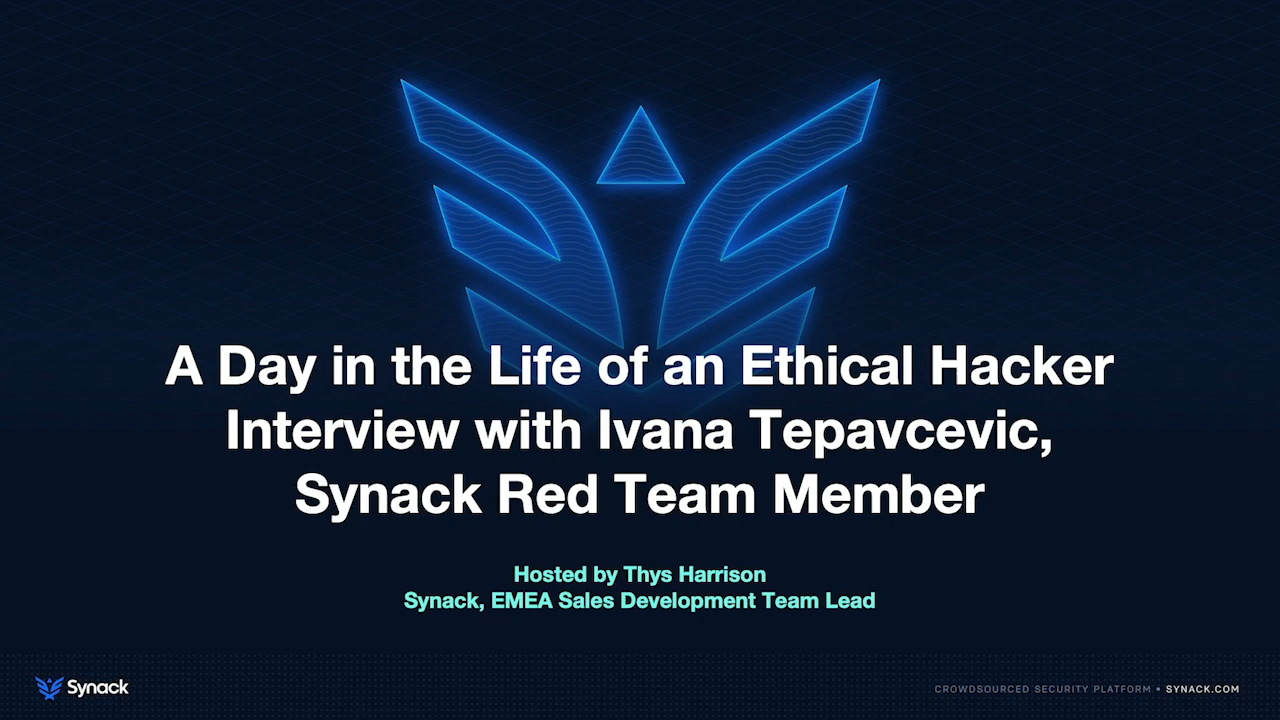 A Day in the Life of an Ethical Hacker
Interview with Ivana Tepavcevic,
Synack Red Team Member
Hosted by Thys Harrison
Synack, EMEA Sales Development Team Lead
Synack
CROWDSOURCED SECURITY PLATFORM • SYNACK.COM